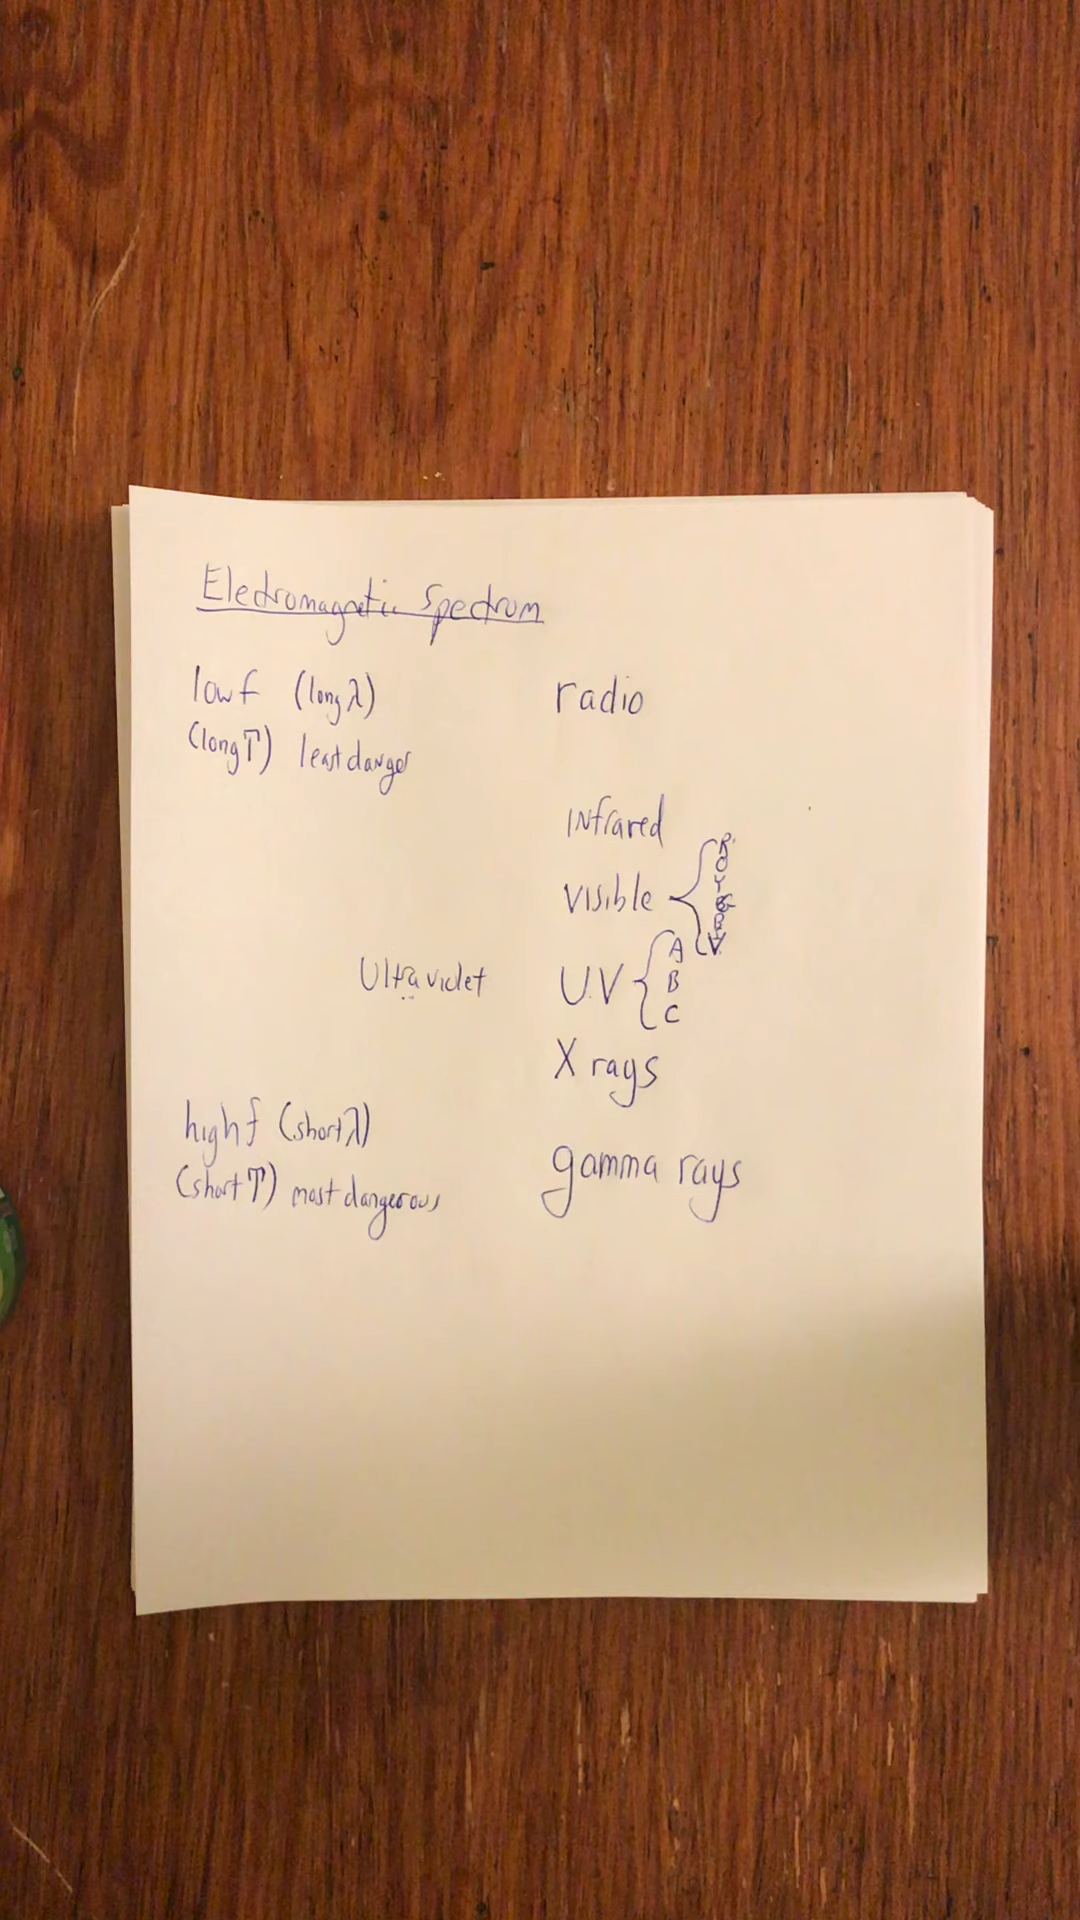 Electromagnetic Spectrum
low f (long λ)
radio
(long T) least danger
Infrared
Visible
R
O
Y
G
B
V
Ultraviolet
U.V
A
B
C
X rays
high f (short λ)
gamma rays
(short T) most dangerous